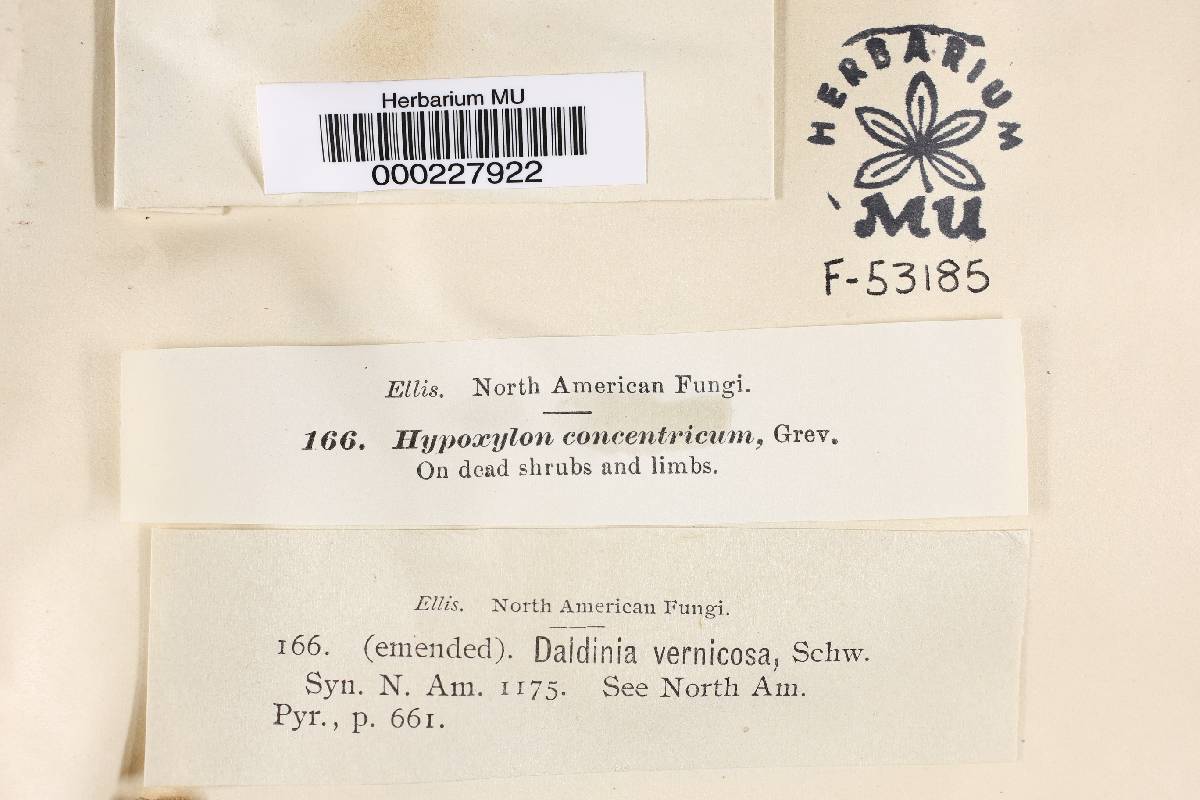 Herbarium MU
000227922
HERBARIUM
MU
F-53185
Ellis. North American Fungi.
166. Hypoxylon concentricum, Grev.
On dead shrubs and limbs.
Ellis. North American Fungi.
166. (emended). Daldinia vernicosa, Schw.
Syn. N. Am. 1175. See North Am.
Pyr., p. 661.